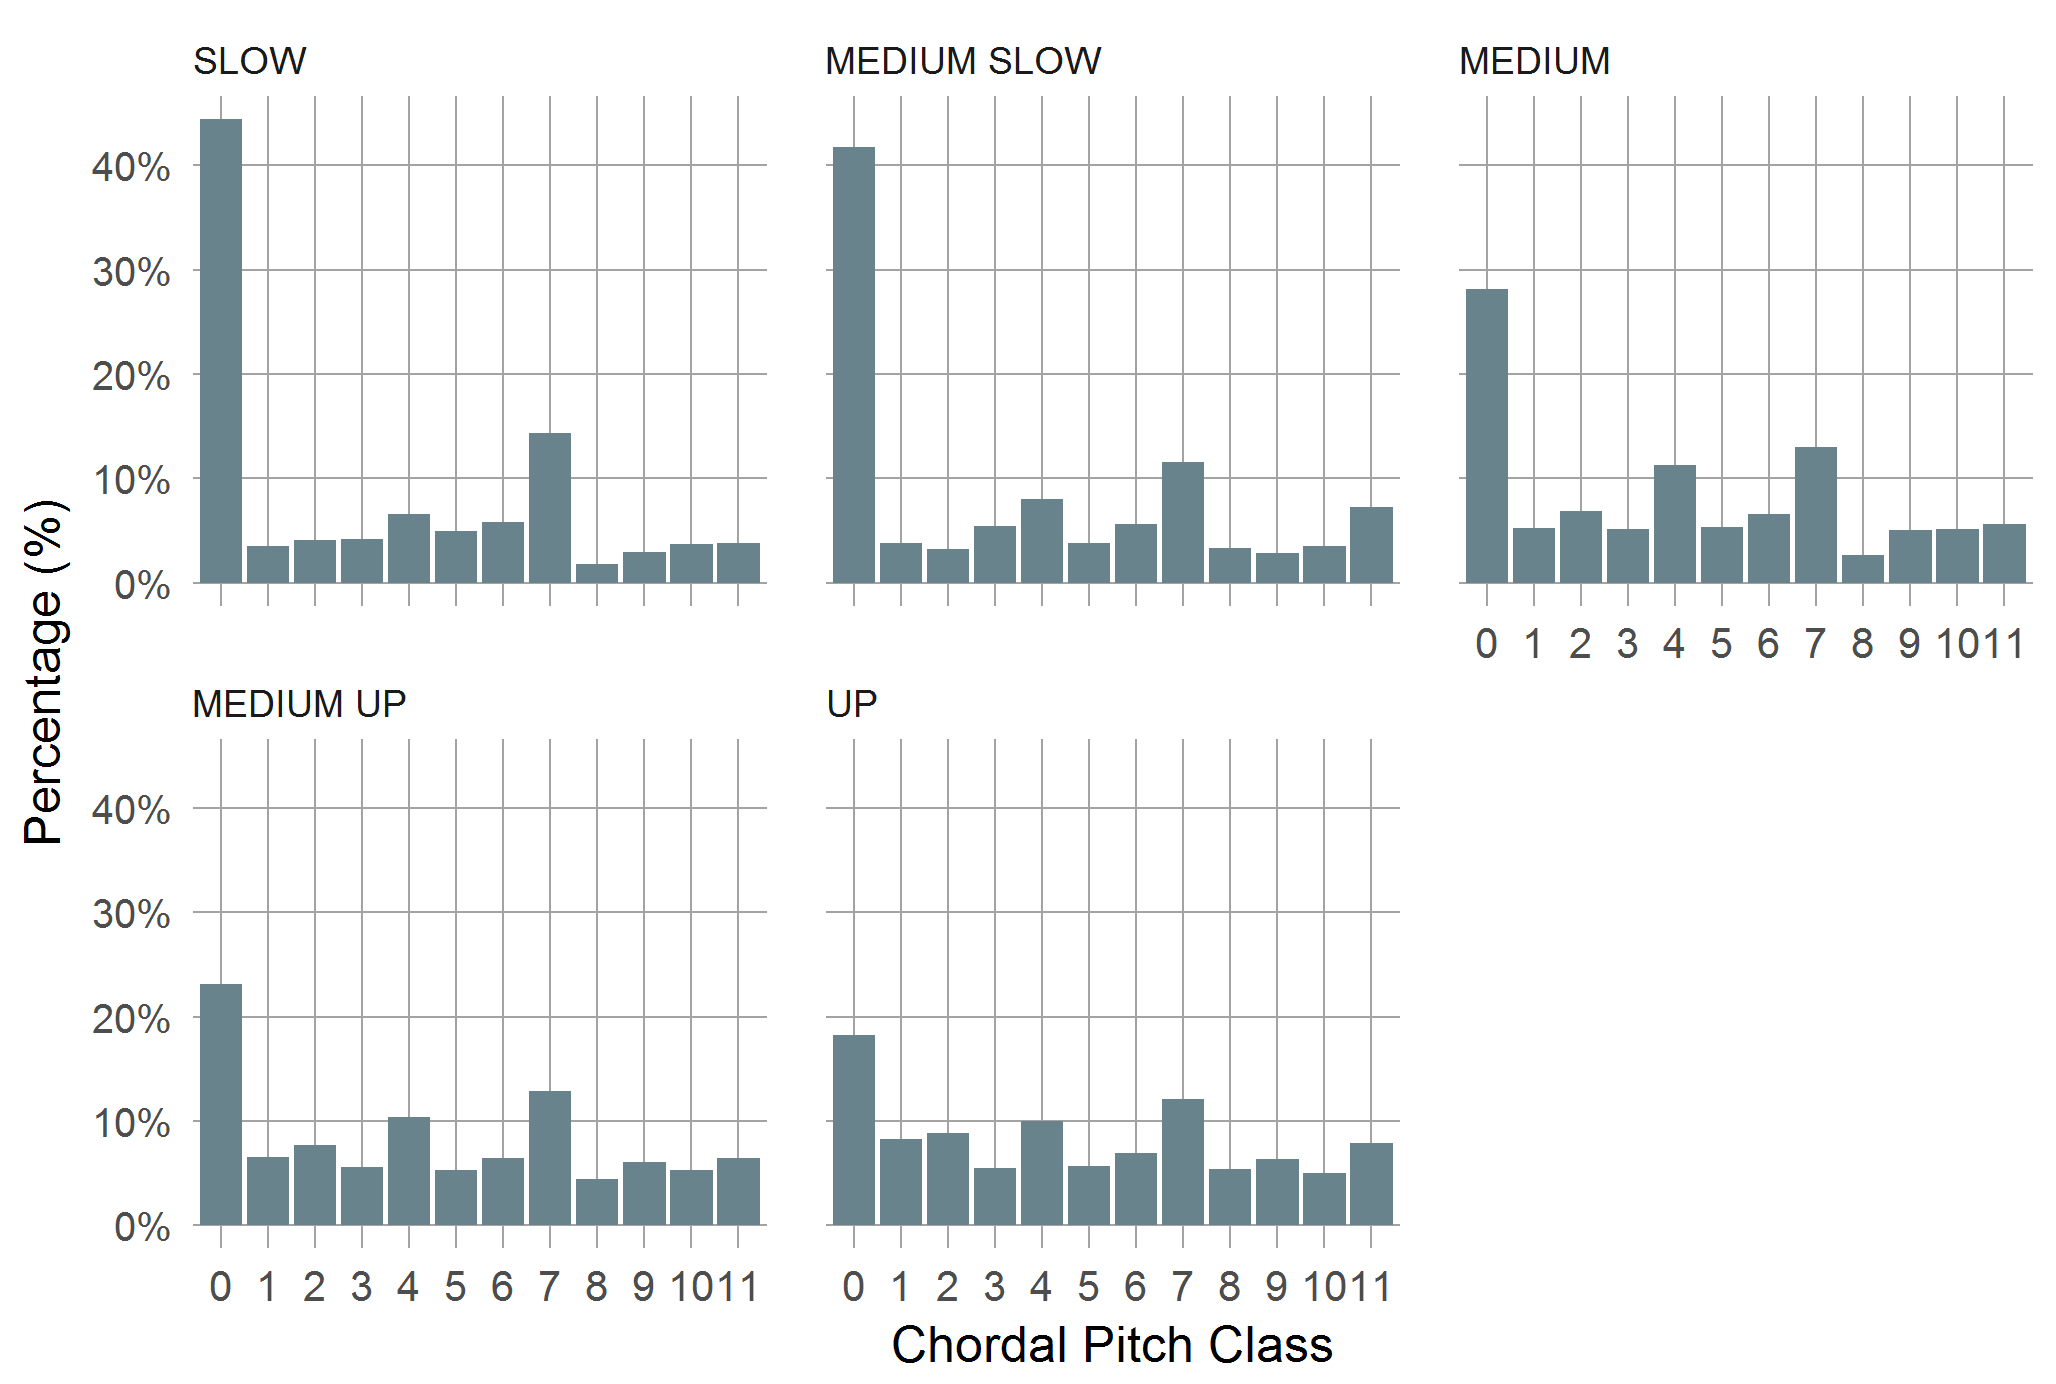 SLOW
MEDIUM SLOW
MEDIUM
40%
30%
20%
10%
0%
0 1 2 3 4 5 6 7 8 9 10 11
MEDIUM UP
UP
40%
30%
20%
10%
0%
0 1 2 3 4 5 6 7 8 9 10 11
0 1 2 3 4 5 6 7 8 9 10 11
Chordal Pitch Class
Percentage (%)